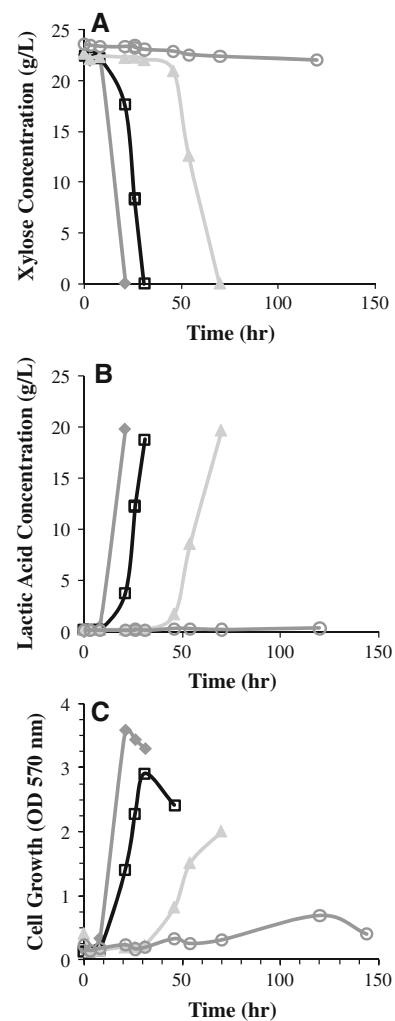 A
Xylose Concentration (g/L)
25
20
15
10
5
0
0 50 100 150
Time (hr)
B
Lactic Acid Concentration (g/L)
25
20
15
10
5
0
0 50 100 150
Time (hr)
C
Cell Growth (OD 570 nm)
4
3
2
1
0
0 50 100 150
Time (hr)